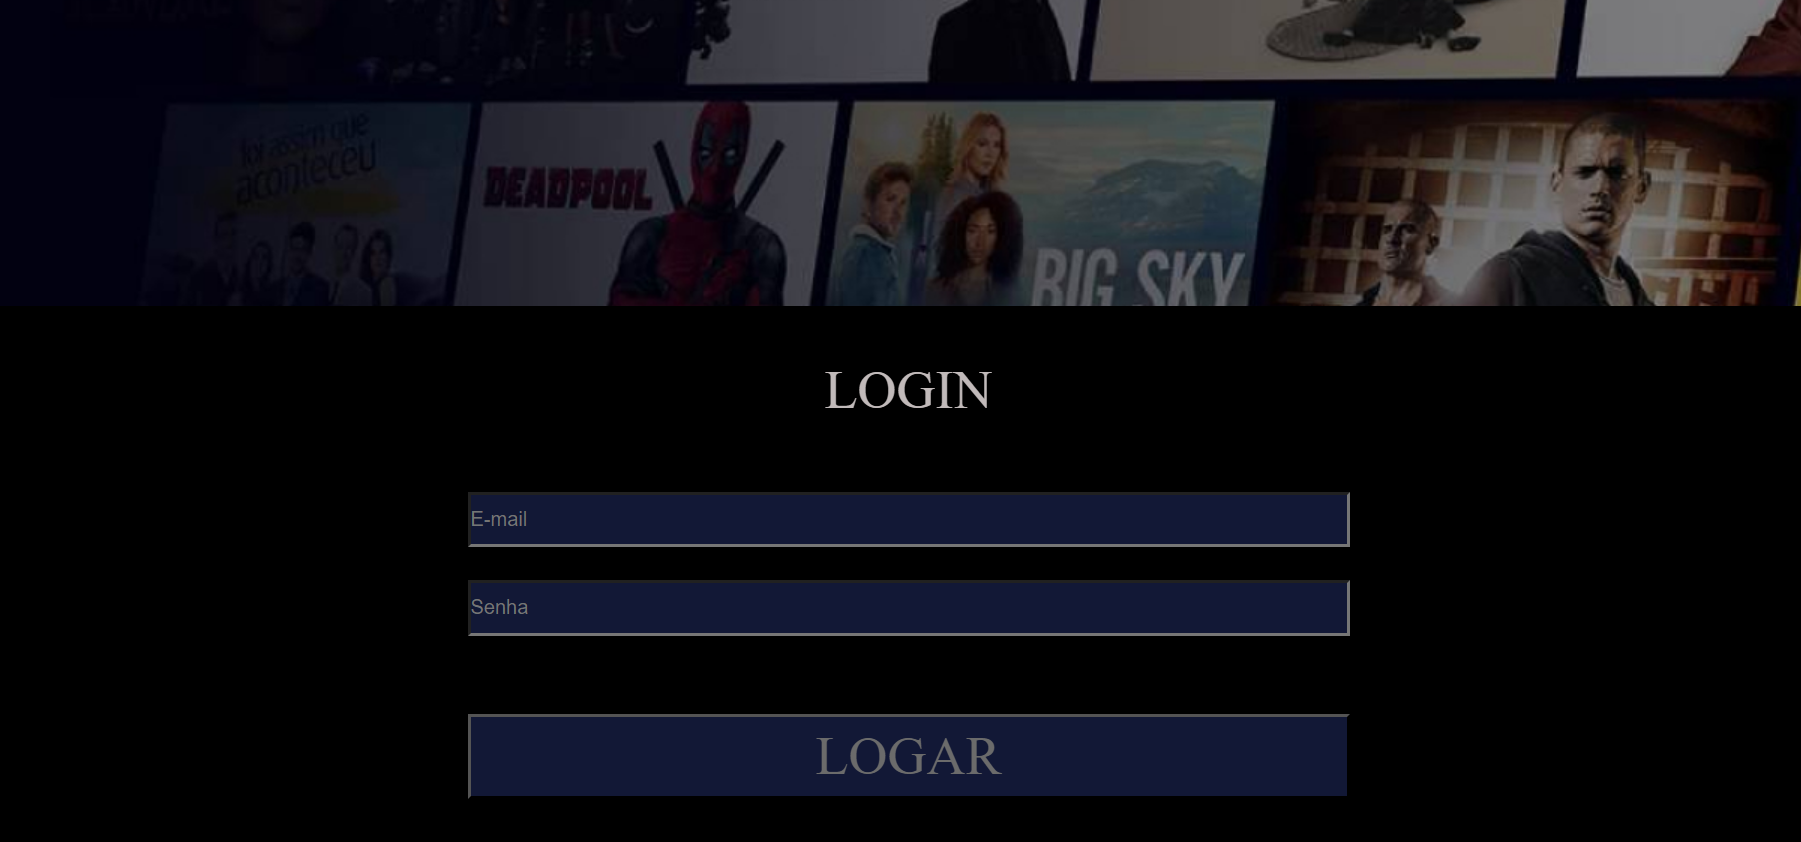 foi assim que
aconteceu
DEADPOOL
BIG SKY
LOGIN
E-mail
Senha
LOGAR